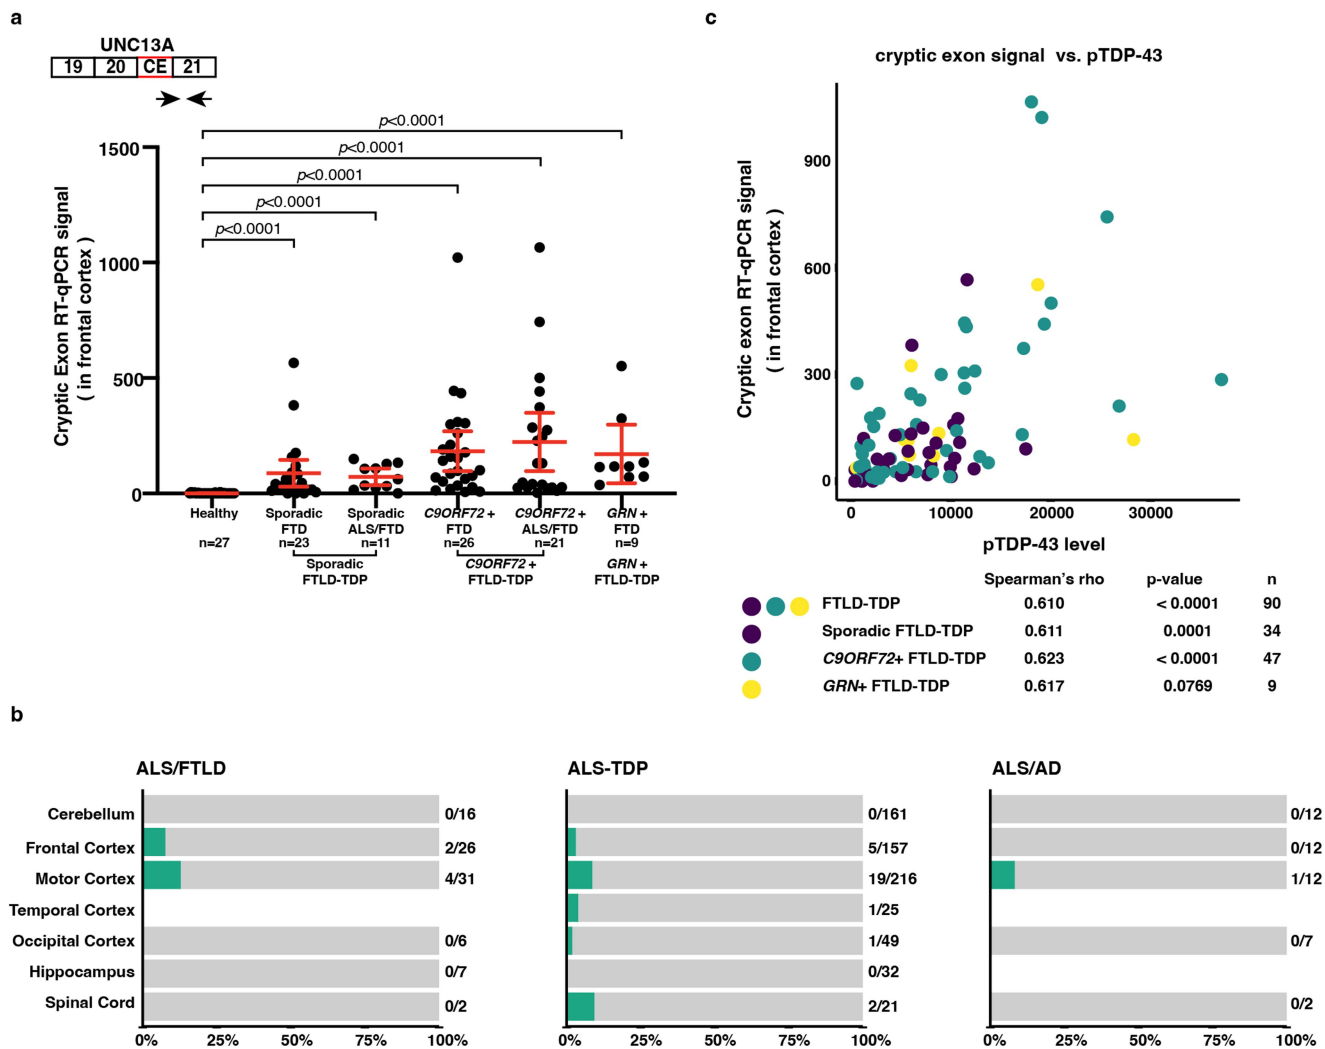 a
UNC13A
19 20 CE 21
p<0.0001
p<0.0001
p<0.0001
p<0.0001
p<0.0001
1500
1000
500
0
Cryptic Exon RT-qPCR signal
( in frontal cortex )
Healthy
n=27
Sporadic
FTD
n=23
Sporadic
ALS/FTD
n=11
C9ORF72 +
FTD
n=26
C9ORF72 +
ALS/FTD
n=21
GRN +
FTD
n=9
Sporadic
FTLD-TDP
C9ORF72 +
FTLD-TDP
GRN +
FTLD-TDP
c
cryptic exon signal vs. pTDP-43
Cryptic exon RT-qPCR signal
( in frontal cortex )
900
600
300
0
0 10000 20000 30000
pTDP-43 level
Spearman's rho p-value n
FTLD-TDP 0.610 < 0.0001 90
Sporadic FTLD-TDP 0.611 0.0001 34
C9ORF72+ FTLD-TDP 0.623 < 0.0001 47
GRN+ FTLD-TDP 0.617 0.0769 9
b
ALS/FTLD
Cerebellum 0/16
Frontal Cortex 2/26
Motor Cortex 4/31
Temporal Cortex
Occipital Cortex 0/6
Hippocampus 0/7
Spinal Cord 0/2
0% 25% 50% 75% 100%
ALS-TDP
0/161
5/157
19/216
1/25
1/49
0/32
2/21
0% 25% 50% 75% 100%
ALS/AD
0/12
0/12
1/12
0/7
0/2
0% 25% 50% 75% 100%